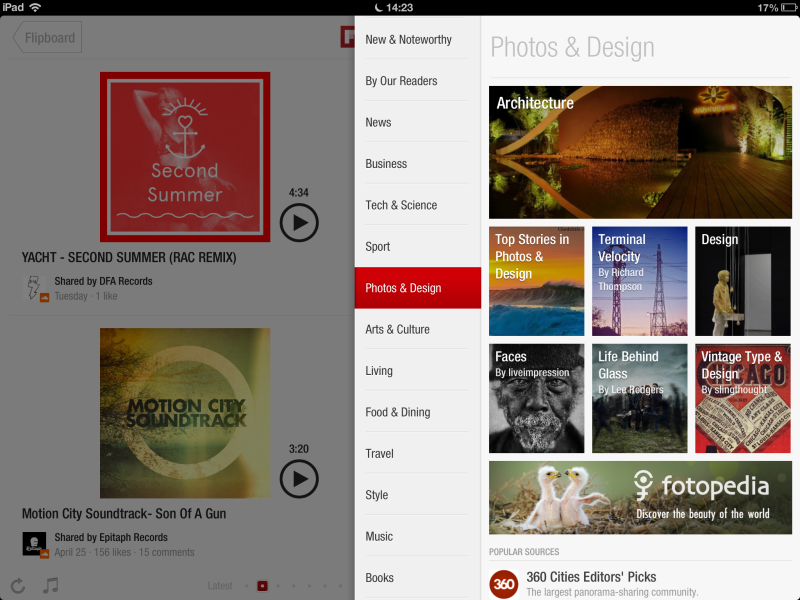 iPad
14:23
17%
Flipboard
Second
Summer
4:34
YACHT - SECOND SUMMER (RAC REMIX)
Shared by DFA Records
Tuesday · 1 like
MOTION CITY
SOUNDTRACK
3:20
Motion City Soundtrack- Son Of A Gun
Shared by Epitaph Records
April 25 · 156 likes · 15 comments
Latest
New & Noteworthy
By Our Readers
News
Business
Tech & Science
Sport
Photos & Design
Arts & Culture
Living
Food & Dining
Travel
Style
Music
Books
Photos & Design
Architecture
Top Stories in
Photos &
Design
Terminal
Velocity
By Richard
Thompson
Design
Faces
By liveimpression
Life Behind
Glass
By Lee Rodgers
Vintage Type &
Design
By slingthought
CHICAGO
fotopedia
Discover the beauty of the world
POPULAR SOURCES
360
360 Cities Editors' Picks
The largest panorama-sharing community.